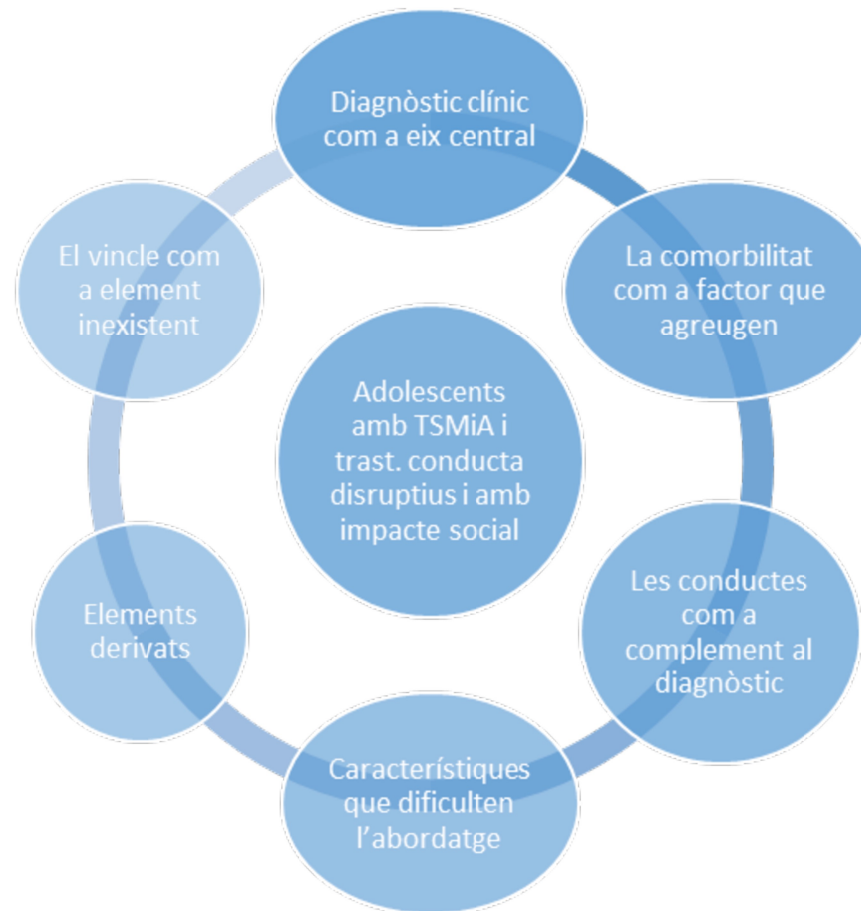 Diagnòstic clínic
com a eix central
La comorbilitat
com a factor que
agreugen
Les conductes
com a
complement al
diagnòstic
Característiques
que dificulten
l'abordatge
Elements
derivats
El vincle com
a element
inexistent
Adolescents
amb TSMiA i
trast. conducta
disruptius i amb
impacte social